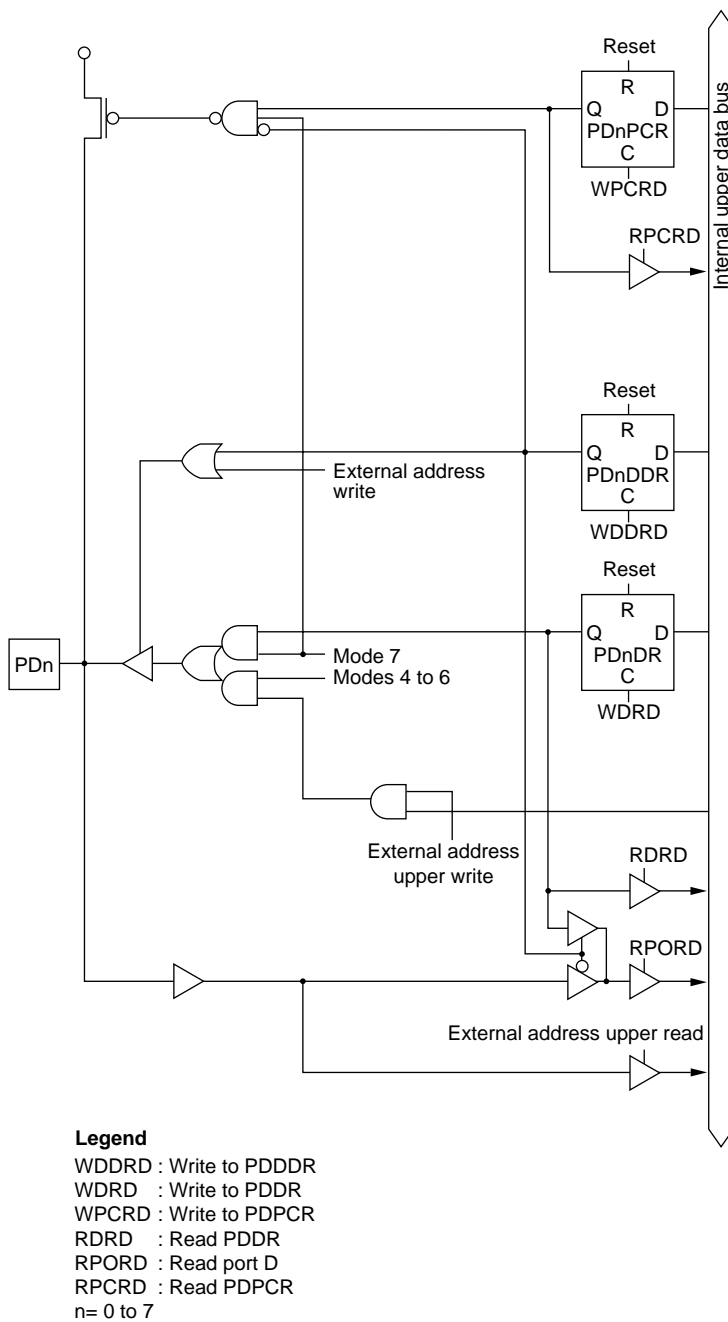 Reset
R
Q D
PDnPCR
C
WPCRD
RPCRD
Internal upper data bus
Reset
R
Q D
PDnDDR
C
WDDRD
External address
write
Reset
R
Q D
PDnDR
C
WDRD
PDn
Mode 7
Modes 4 to 6
External address
upper write
RDRD
RPORD
External address upper read
Legend
WDDRD : Write to PDDDR
WDRD : Write to PDDR
WPCRD : Write to PDPCR
RDRD : Read PDDR
RPORD : Read port D
RPCRD : Read PDPCR
n= 0 to 7